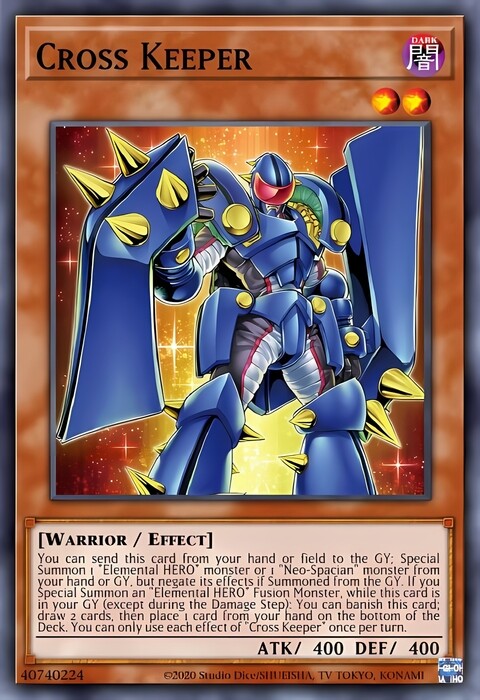 CROSS KEEPER
DARK
闇
[WARRIOR / EFFECT]
You can send this card from your hand or field to the GY; Special
Summon 1 "Elemental HERO" monster or 1 "Neo-Spacian" monster from
your hand or GY, but negate its effects if Summoned from the GY. If you
Special Summon an "Elemental HERO" Fusion Monster, while this card is
in your GY (except during the Damage Step): You can banish this card;
draw 2 cards, then place 1 card from your hand on the bottom of the
Deck. You can only use each effect of "Cross Keeper" once per turn.
ATK/ 400 DEF/ 400
40740224 ©2020 Studio Dice/SHUEISHA, TV TOKYO, KONAMI